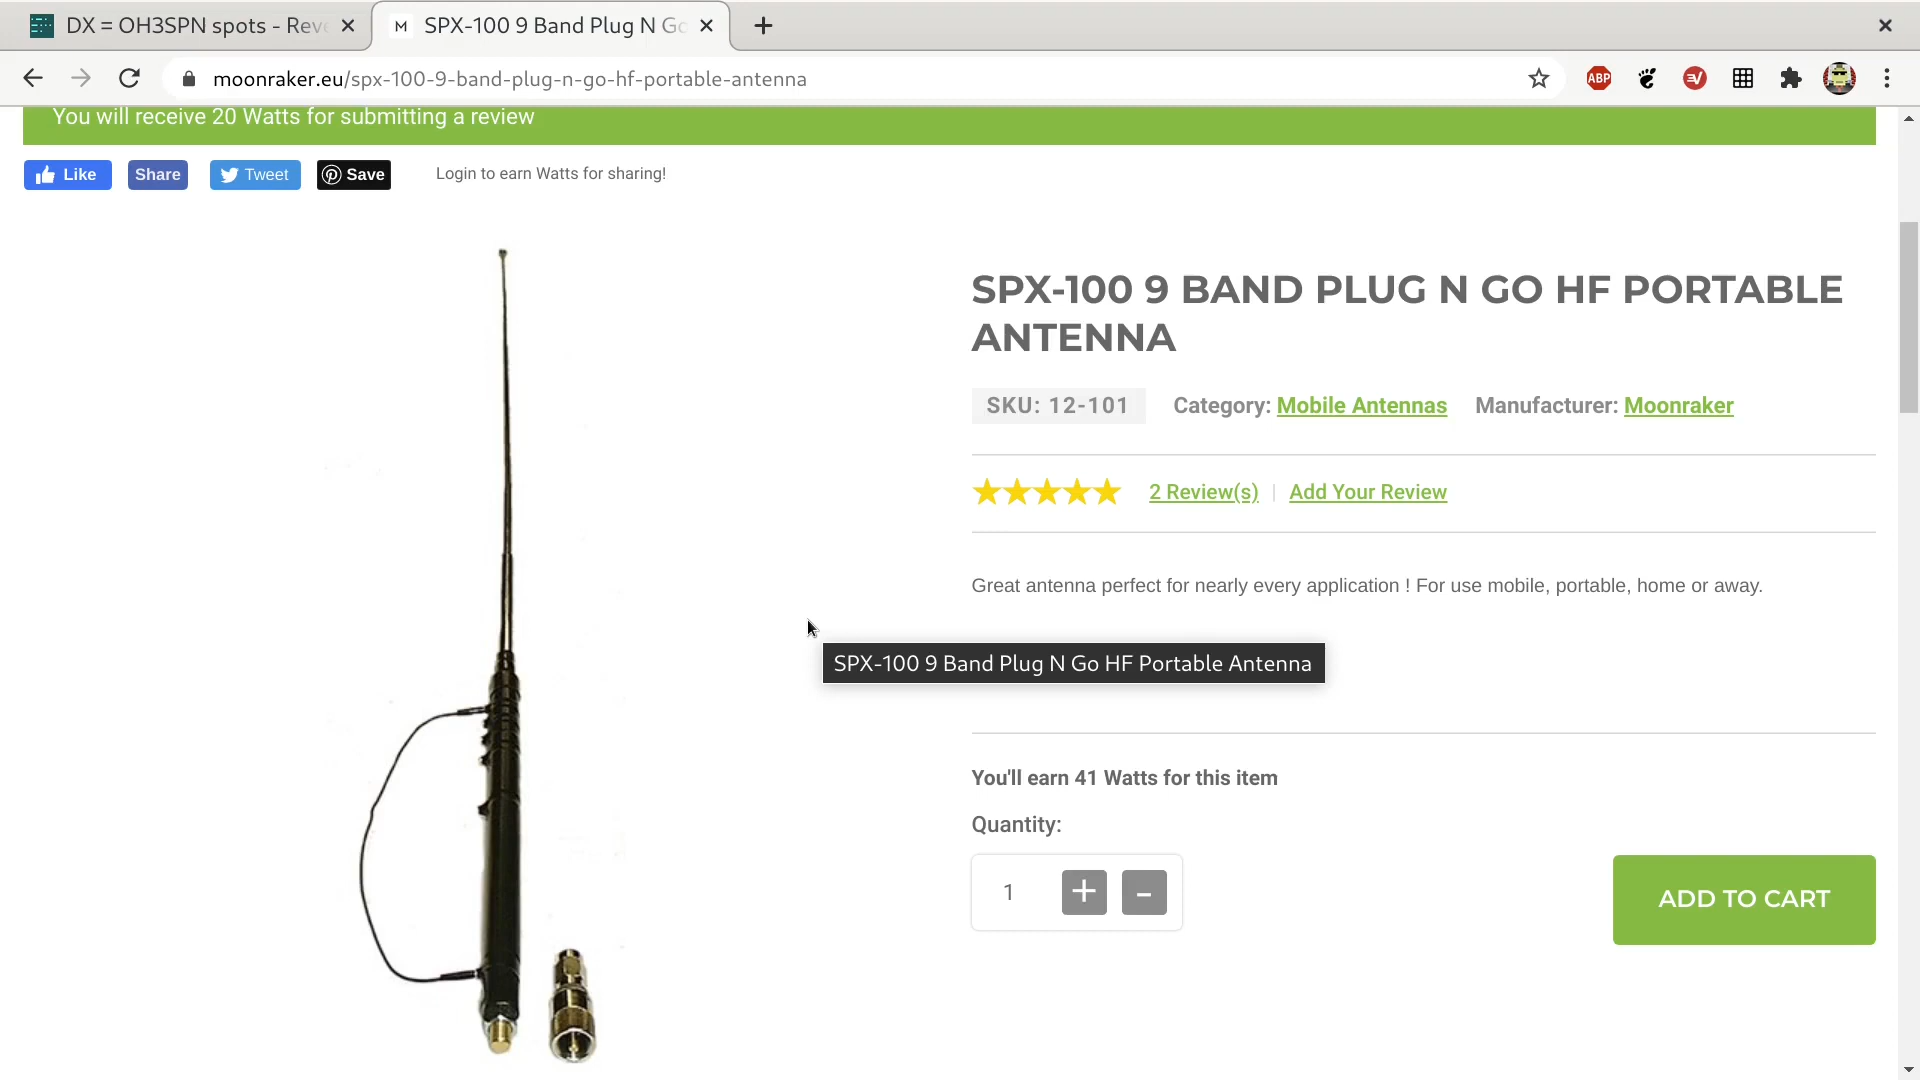 DX = OH3SPN spots - Reve
M SPX-100 9 Band Plug N Go
moonraker.eu/spx-100-9-band-plug-n-go-hf-portable-antenna
ABP
You will receive 20 Watts for submitting a review
Like Share Tweet Save Login to earn Watts for sharing!
SPX-100 9 BAND PLUG N GO HF PORTABLE
ANTENNA
SKU: 12-101 Category: Mobile Antennas Manufacturer: Moonraker
2 Review(s) | Add Your Review
Great antenna perfect for nearly every application ! For use mobile, portable, home or away.
SPX-100 9 Band Plug N Go HF Portable Antenna
You'll earn 41 Watts for this item
Quantity:
1 + -
ADD TO CART